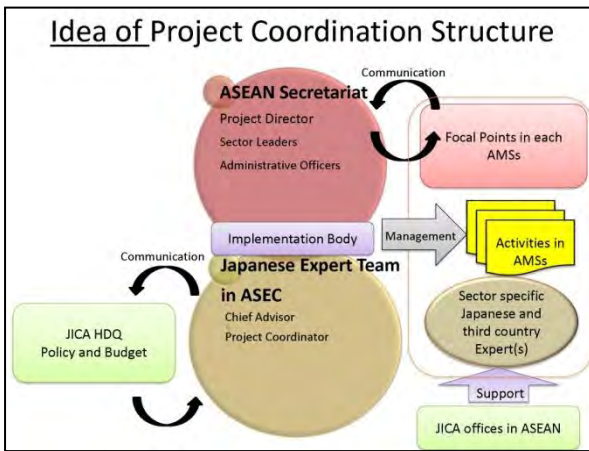 Idea of Project Coordination Structure
Communication
ASEAN Secretariat
Project Director
Sector Leaders
Administrative Officers
Focal Points in each
AMSs
Implementation Body
Management
Activities in
AMSs
Communication
Japanese Expert Team
in ASEC
Chief Advisor
Project Coordinator
JICA HDQ
Policy and Budget
Sector specific
Japanese and
third country
Expert(s)
Support
JICA offices in ASEAN